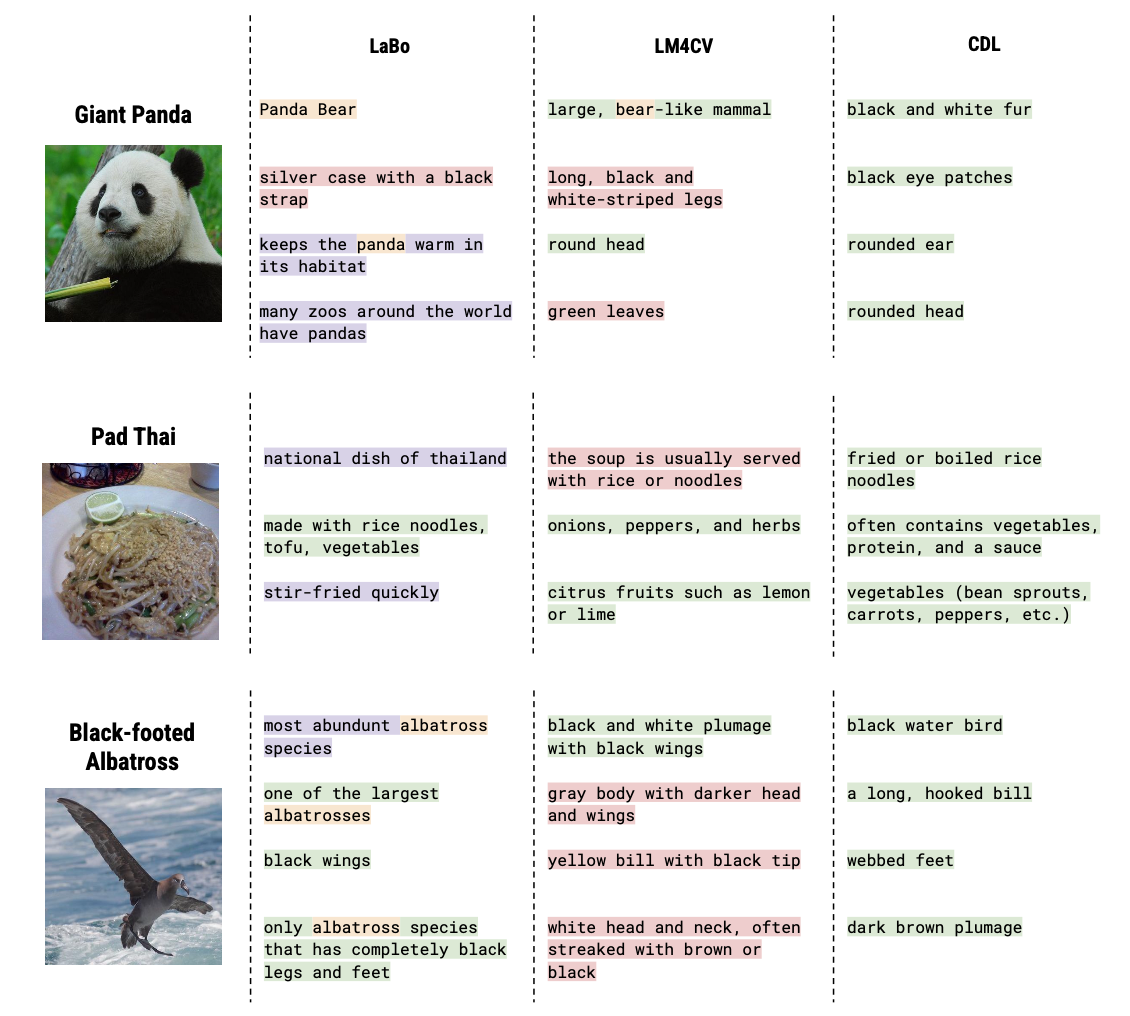 LaBo
LM4CV
CDL
Giant Panda
Panda Bear
silver case with a black
strap
keeps the panda warm in
its habitat
many zoos around the world
have pandas
large, bear-like mammal
long, black and
white-striped legs
round head
green leaves
black and white fur
black eye patches
rounded ear
rounded head
Pad Thai
national dish of thailand
made with rice noodles,
tofu, vegetables
stir-fried quickly
the soup is usually served
with rice or noodles
onions, peppers, and herbs
citrus fruits such as lemon
or lime
fried or boiled rice
noodles
often contains vegetables,
protein, and a sauce
vegetables (bean sprouts,
carrots, peppers, etc.)
Black-footed
Albatross
most abundunt albatross
species
one of the largest
albatrosses
black wings
only albatross species
that has completely black
legs and feet
black and white plumage
with black wings
gray body with darker head
and wings
yellow bill with black tip
white head and neck, often
streaked with brown or
black
black water bird
a long, hooked bill
webbed feet
dark brown plumage